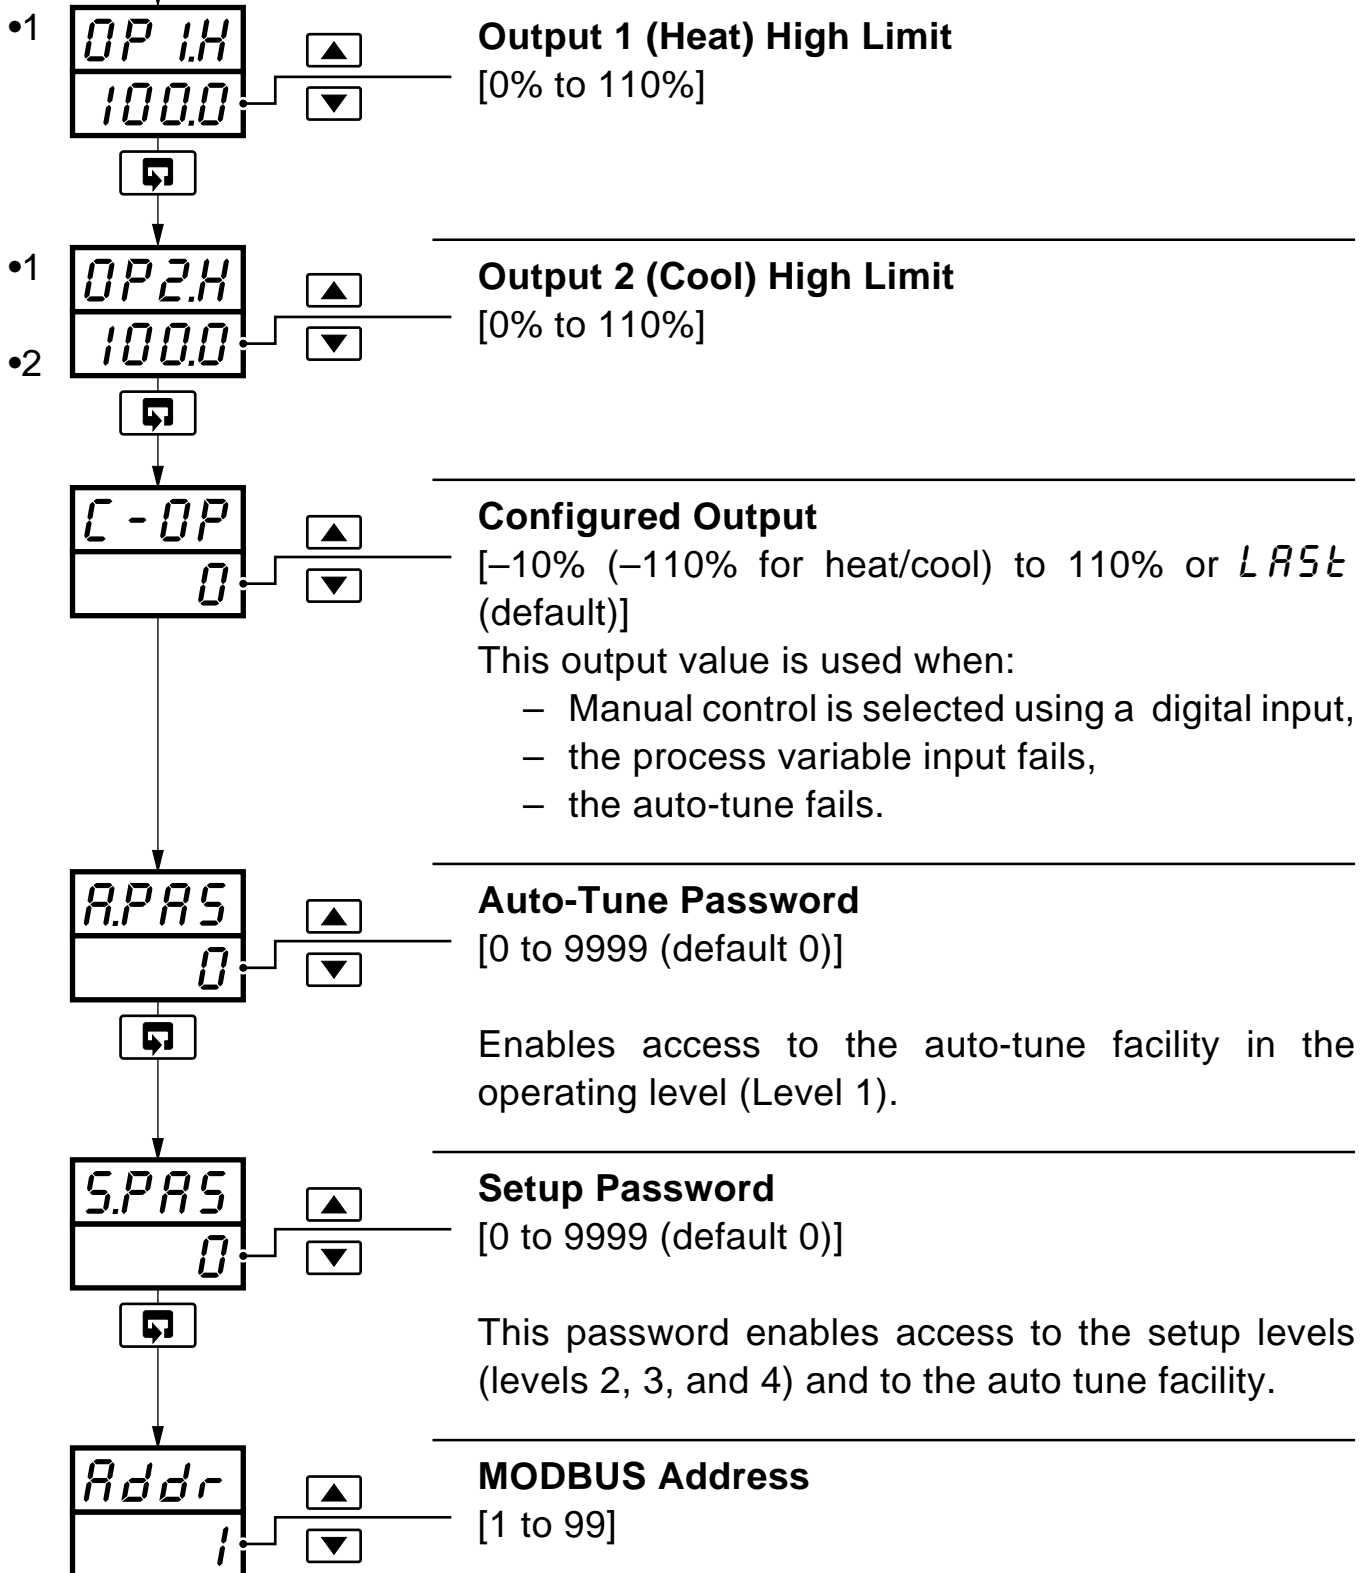 •1
OP1.H
100.0
Output 1 (Heat) High Limit
[0% to 110%]
•1
OP2.H
•2
100.0
Output 2 (Cool) High Limit
[0% to 110%]
C-OP
0
Configured Output
[–10% (–110% for heat/cool) to 110% or LASt
(default)]
This output value is used when:
– Manual control is selected using a digital input,
– the process variable input fails,
– the auto-tune fails.
A.PAS
0
Auto-Tune Password
[0 to 9999 (default 0)]
Enables access to the auto-tune facility in the
operating level (Level 1).
S.PAS
0
Setup Password
[0 to 9999 (default 0)]
This password enables access to the setup levels
(levels 2, 3, and 4) and to the auto tune facility.
Addr
1
MODBUS Address
[1 to 99]